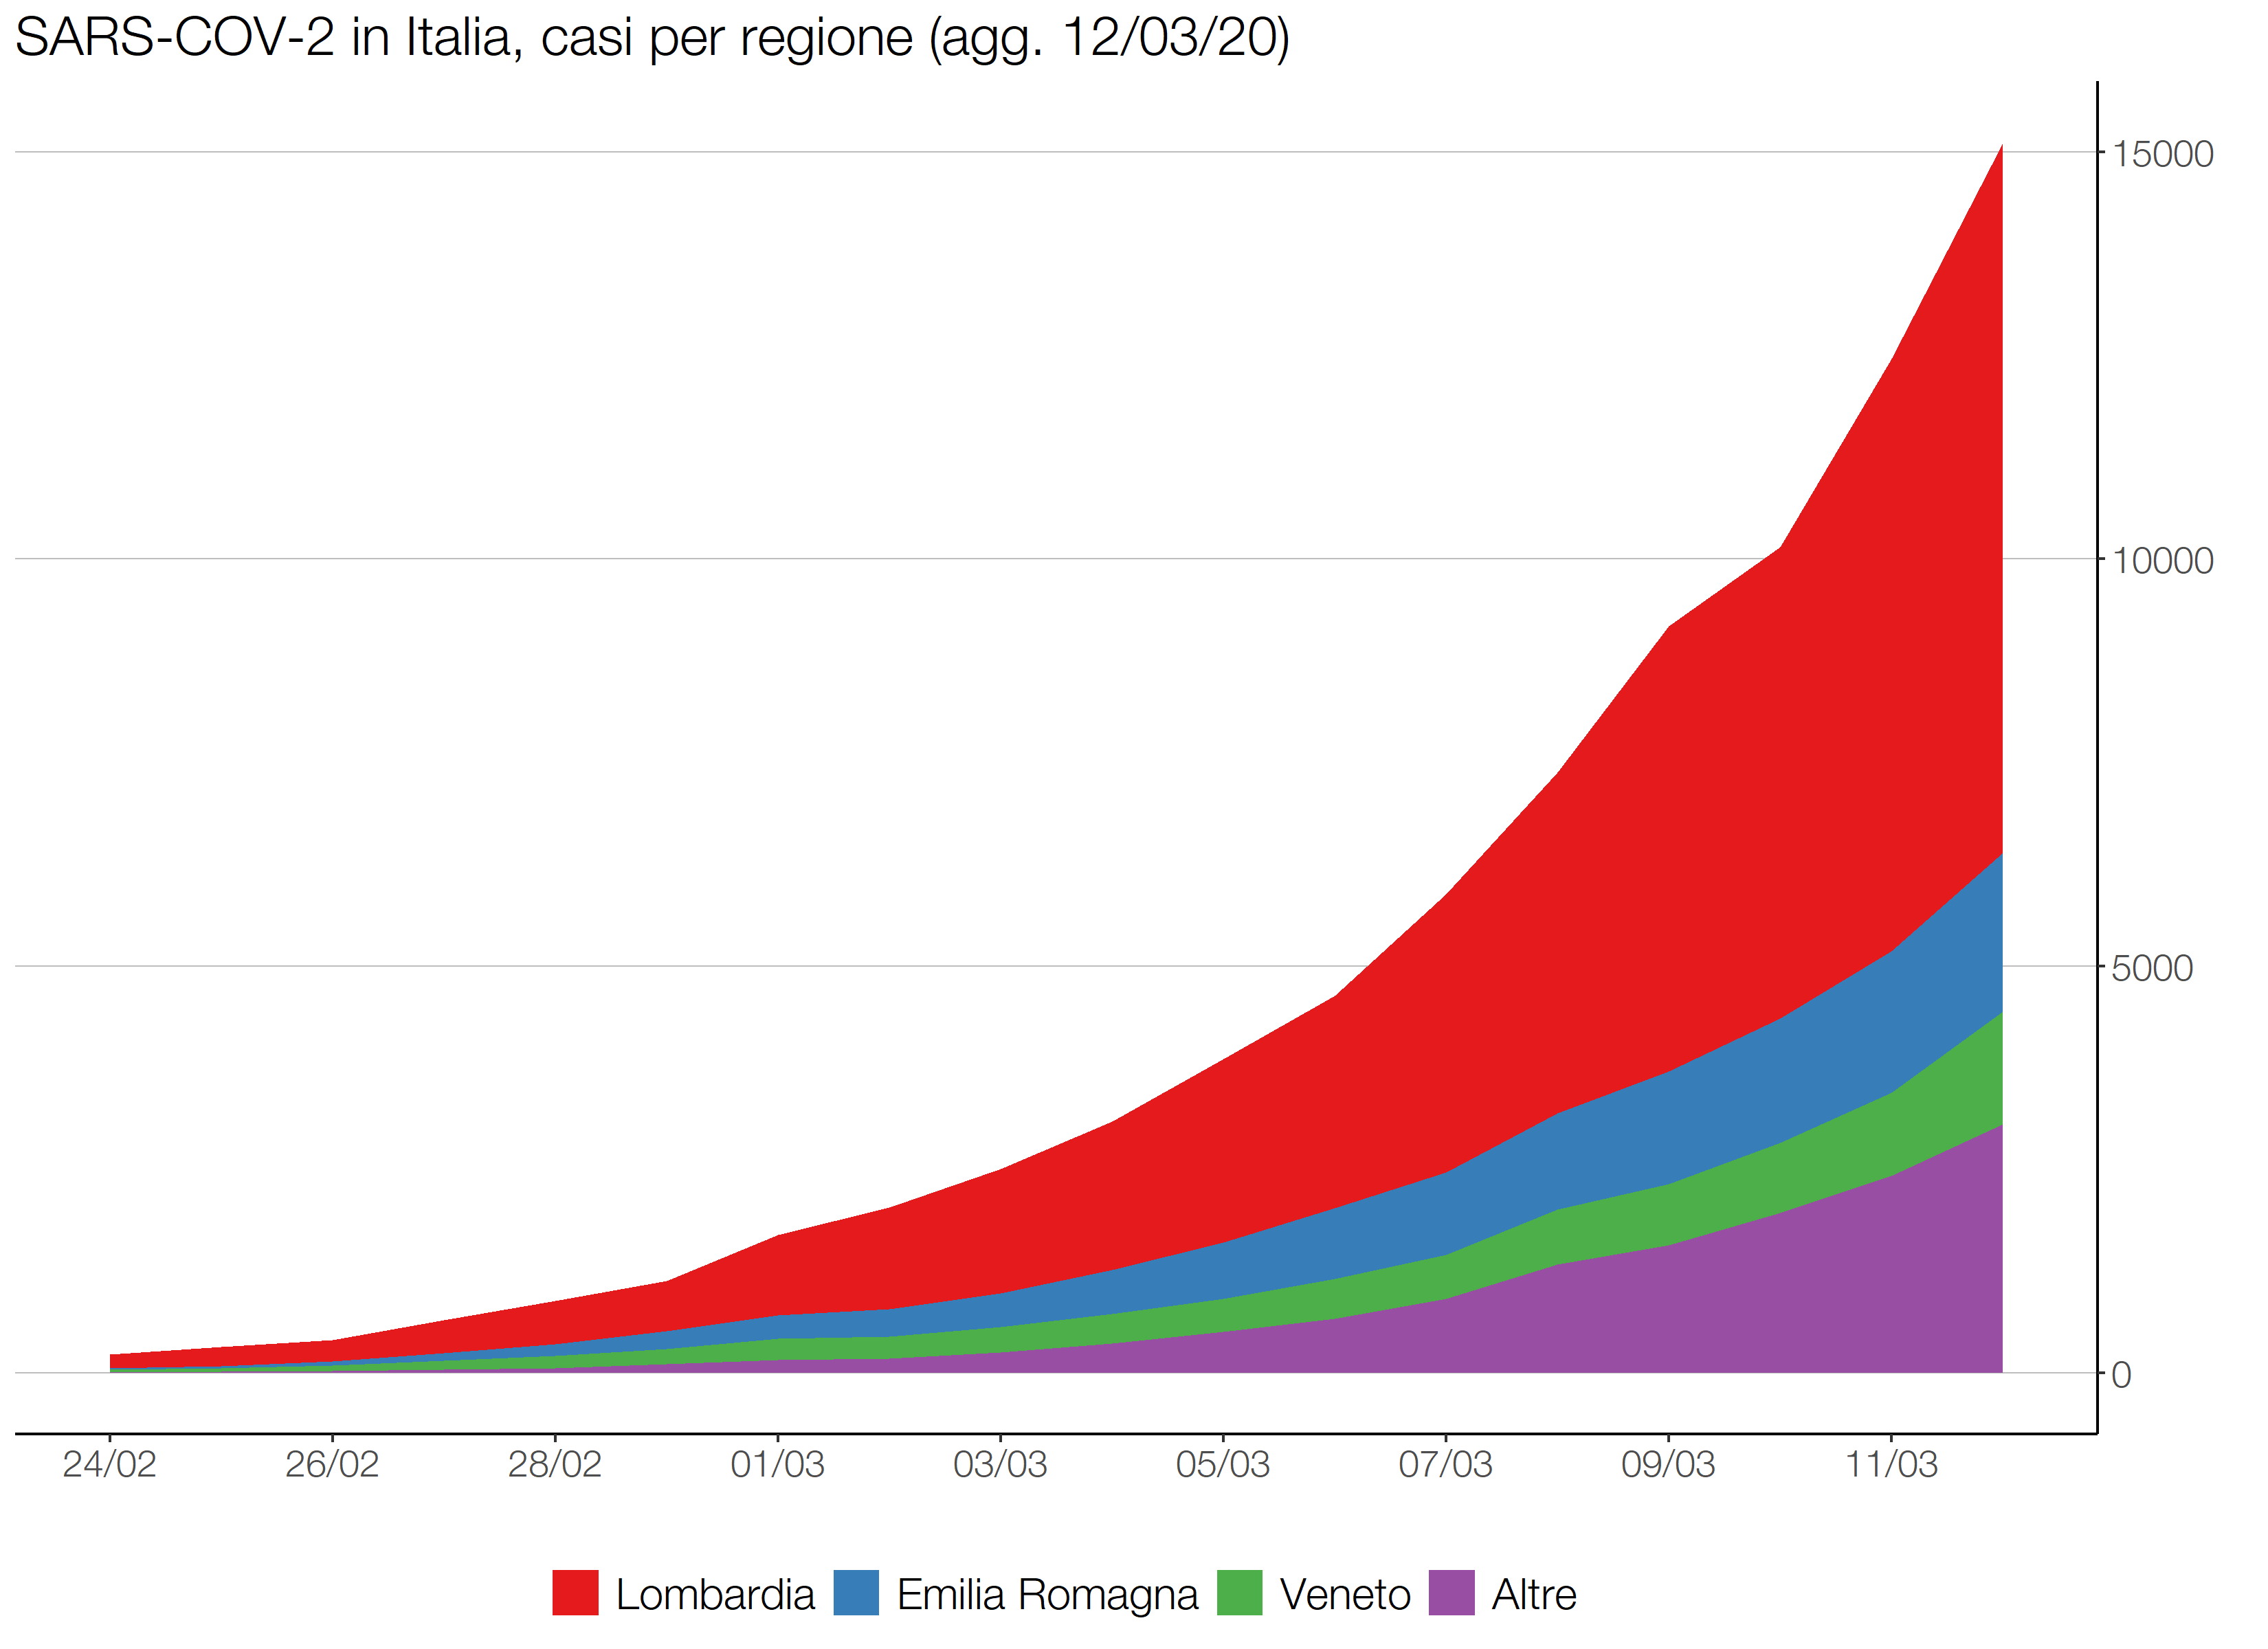 SARS-COV-2 in Italia, casi per regione (agg. 12/03/20)
15000
10000
5000
0
24/02 26/02 28/02 01/03 03/03 05/03 07/03 09/03 11/03
Lombardia Emilia Romagna Veneto Altre